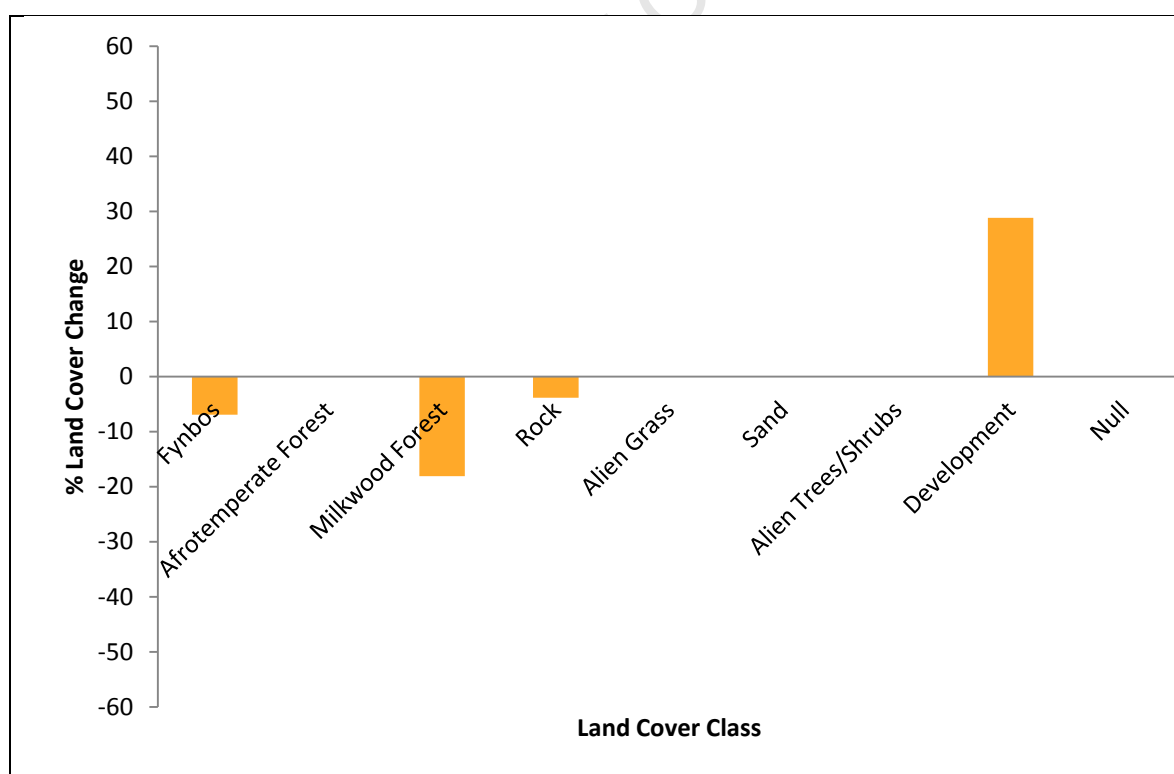 60
50
40
30
20
10
0
-10
-20
-30
-40
-50
-60
% Land Cover Change
Fynbos
Afrotemperate Forest
Milkwood Forest
Rock
Alien Grass
Sand
Alien Trees/Shrubs
Development
Null
Land Cover Class